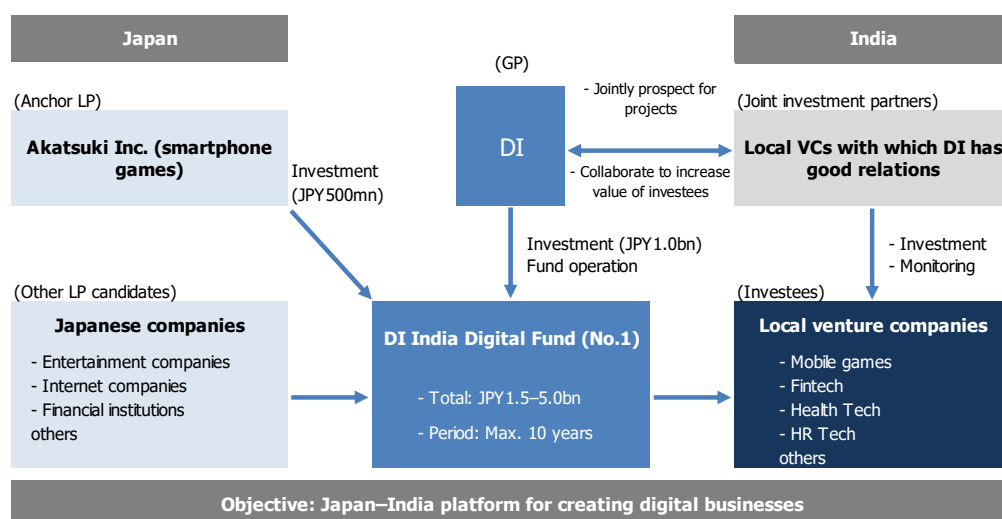 Japan
India
(GP)
(Anchor LP)
Akatsuki Inc. (smartphone
games)
Investment
(JPY500mn)
DI
- Jointly prospect for
projects
- Collaborate to increase
value of investees
(Joint investment partners)
Local VCs with which DI has
good relations
Investment (JPY1.0bn)
Fund operation
- Investment
- Monitoring
(Other LP candidates)
Japanese companies
- Entertainment companies
- Internet companies
- Financial institutions
others
DI India Digital Fund (No.1)
- Total: JPY1.5–5.0bn
- Period: Max. 10 years
(Investees)
Local venture companies
- Mobile games
- Fintech
- Health Tech
- HR Tech
others
Objective: Japan–India platform for creating digital businesses